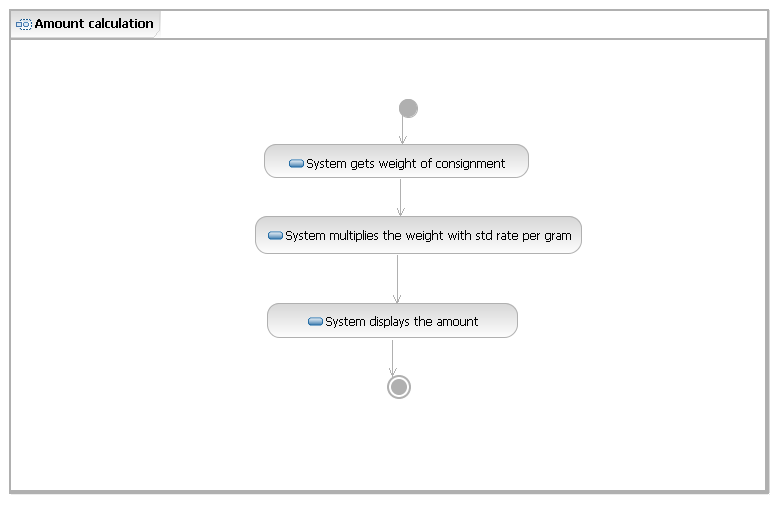 Amount calculation
System gets weight of consignment
System multiplies the weight with std rate per gram
System displays the amount